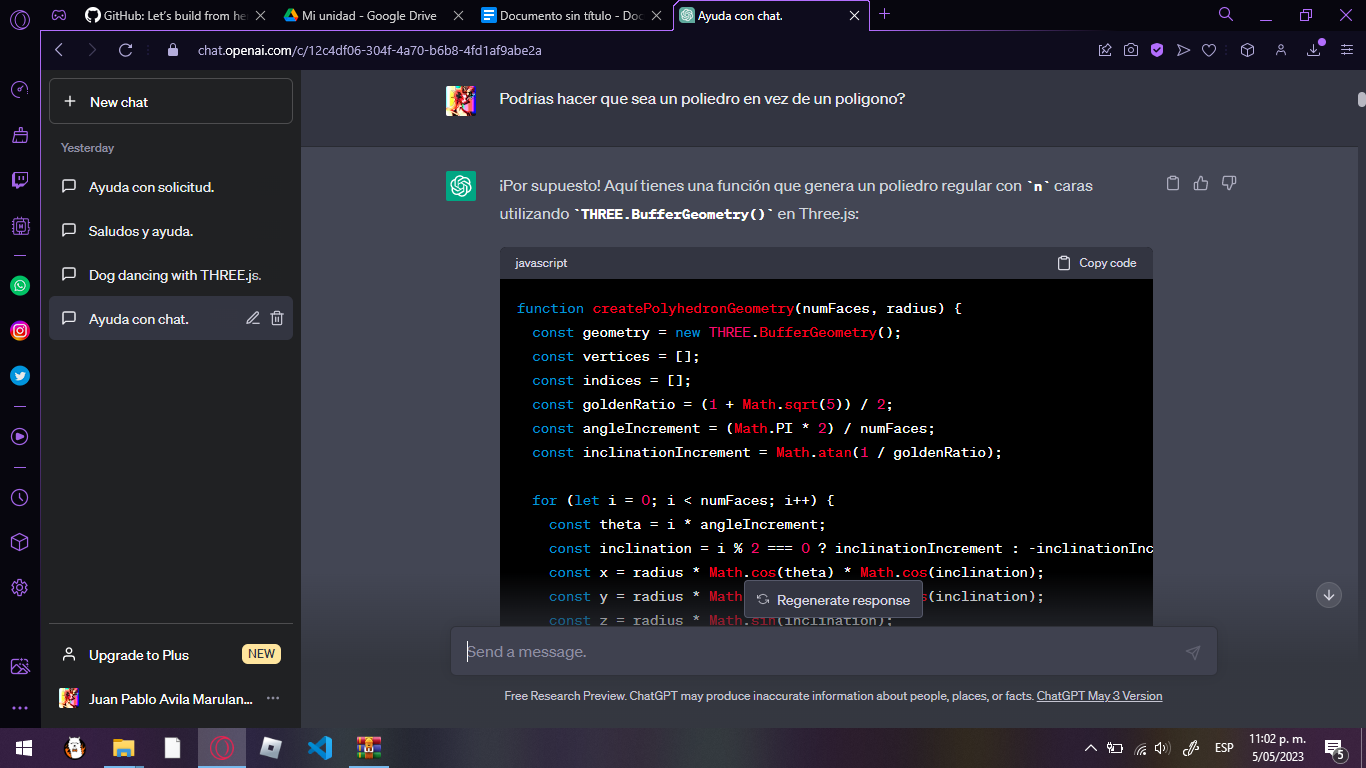 GitHub: Let's build from he
Mi unidad - Google Drive
Documento sin título - Doc
Ayuda con chat.
chat.openai.com/c/12c4df06-304f-4a70-b6b8-4fd1af9abe2a
New chat
Yesterday
Ayuda con solicitud.
Saludos y ayuda.
Dog dancing with THREE.js.
Ayuda con chat.
Upgrade to Plus
NEW
Juan Pablo Avila Marulan...
Podrias hacer que sea un poliedro en vez de un poligono?
¡Por supuesto! Aquí tienes una función que genera un poliedro regular con `n` caras
utilizando `THREE.BufferGeometry()` en Three.js:
javascript
Copy code
function createPolyhedronGeometry(numFaces, radius) {
const geometry = new THREE.BufferGeometry();
const vertices = [];
const indices = [];
const goldenRatio = (1 + Math.sqrt(5)) / 2;
const angleIncrement = (Math.PI * 2) / numFaces;
const inclinationIncrement = Math.atan(1 / goldenRatio);
for (let i = 0; i < numFaces; i++) {
const theta = i * angleIncrement;
const inclination = i % 2 === 0 ? inclinationIncrement : -inclinationInc
const x = radius * Math.cos(theta) * Math.cos(inclination);
const y = radius * Math s(inclination);
const z = radius * Math.sin(inclination);
Regenerate response
Send a message.
Free Research Preview. ChatGPT may produce inaccurate information about people, places, or facts. ChatGPT May 3 Version
ESP
11:02 p. m.
5/05/2023
5